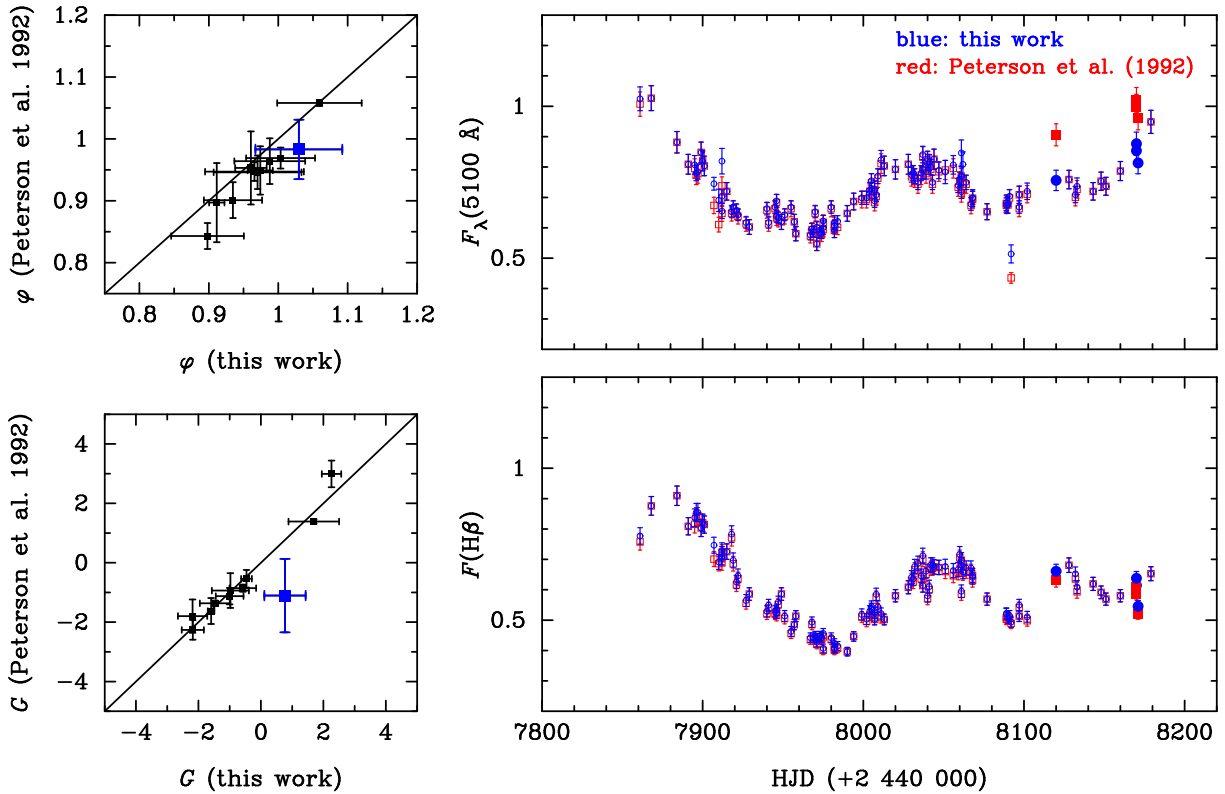 1.2
1.1
1
0.9
0.8
φ (Peterson et al. 1992)
0.8 0.9 1 1.1 1.2
φ (this work)
4
2
0
−2
−4
G (Peterson et al. 1992)
−4 −2 0 2 4
G (this work)
blue: this work
red: Peterson et al. (1992)
1
0.5
Fλ(5100 Å)
1
0.5
F(Hβ)
7800 7900 8000 8100 8200
HJD (+2 440 000)